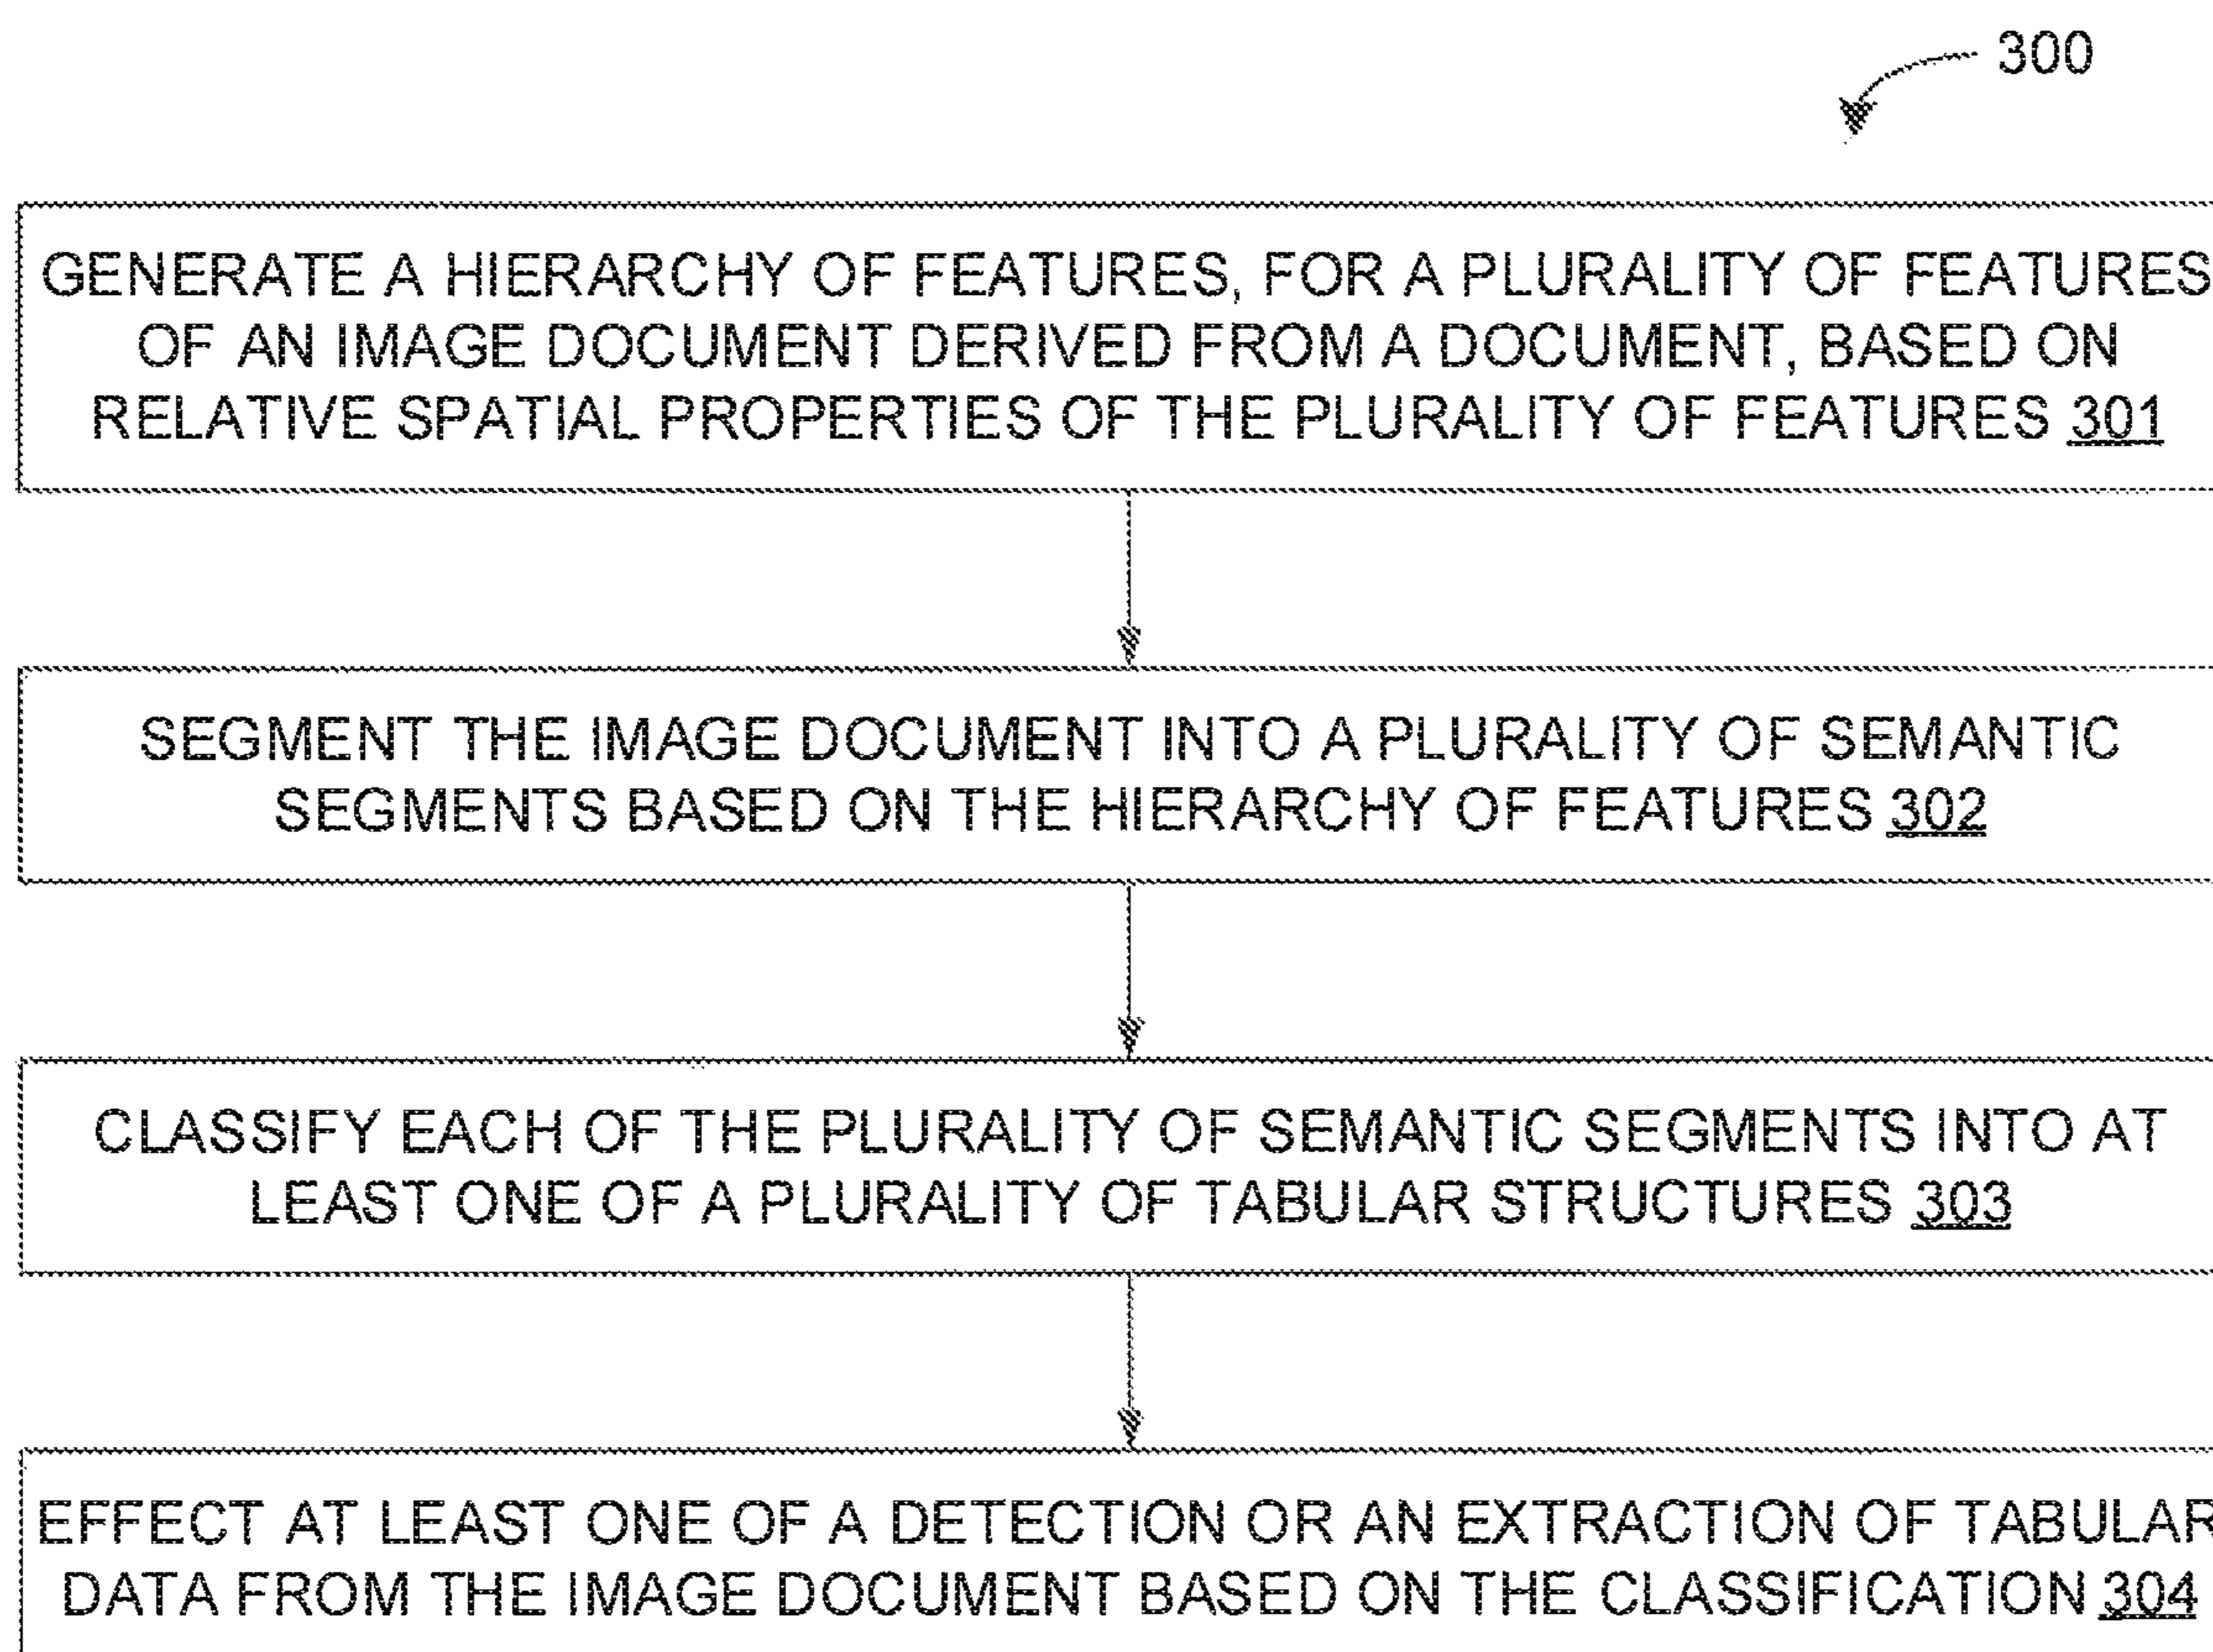 300
GENERATE A HIERARCHY OF FEATURES, FOR A PLURALITY OF FEATURES
OF AN IMAGE DOCUMENT DERIVED FROM A DOCUMENT, BASED ON
RELATIVE SPATIAL PROPERTIES OF THE PLURALITY OF FEATURES 301
SEGMENT THE IMAGE DOCUMENT INTO A PLURALITY OF SEMANTIC
SEGMENTS BASED ON THE HIERARCHY OF FEATURES 302
CLASSIFY EACH OF THE PLURALITY OF SEMANTIC SEGMENTS INTO AT
LEAST ONE OF A PLURALITY OF TABULAR STRUCTURES 303
EFFECT AT LEAST ONE OF A DETECTION OR AN EXTRACTION OF TABULAR
DATA FROM THE IMAGE DOCUMENT BASED ON THE CLASSIFICATION 304